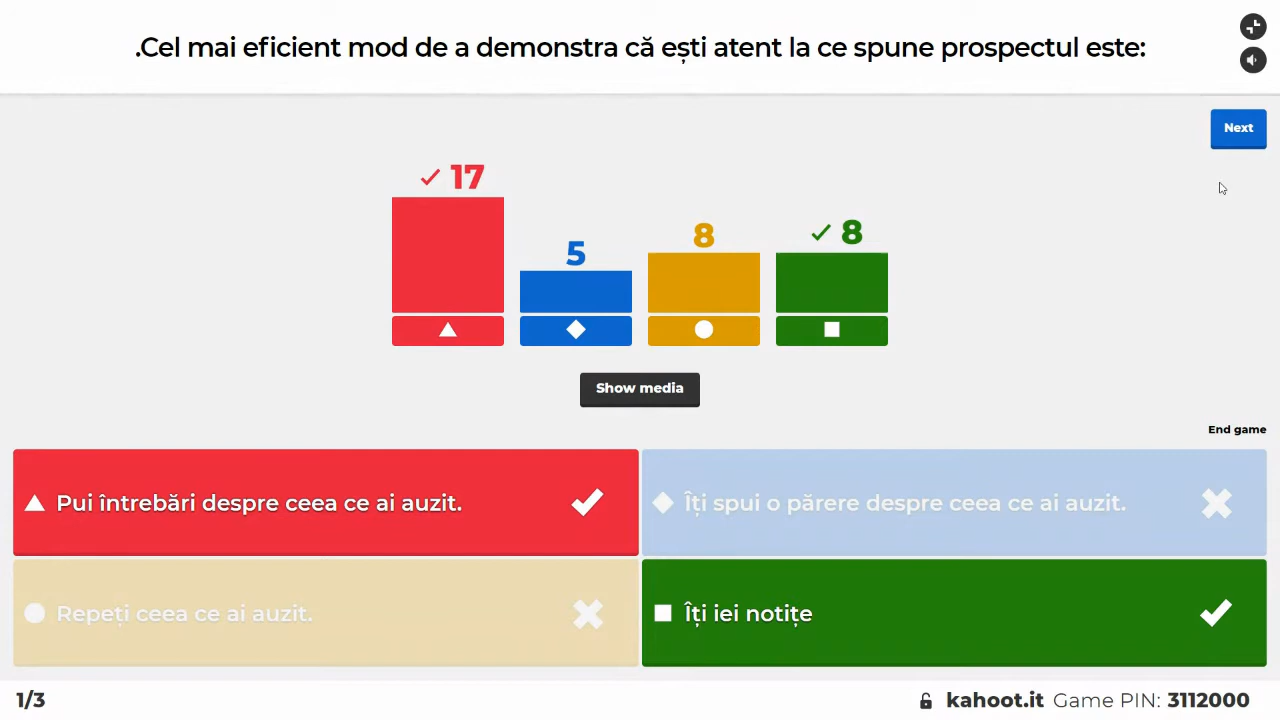 .Cel mai eficient mod de a demonstra că ești atent la ce spune prospectul este:
Next
17
5
8
8
Show media
End game
Pui întrebări despre ceea ce ai auzit.
Îți spui o părere despre ceea ce ai auzit.
Repeți ceea ce ai auzit.
Îți iei notițe
1/3
kahoot.it Game PIN: 3112000